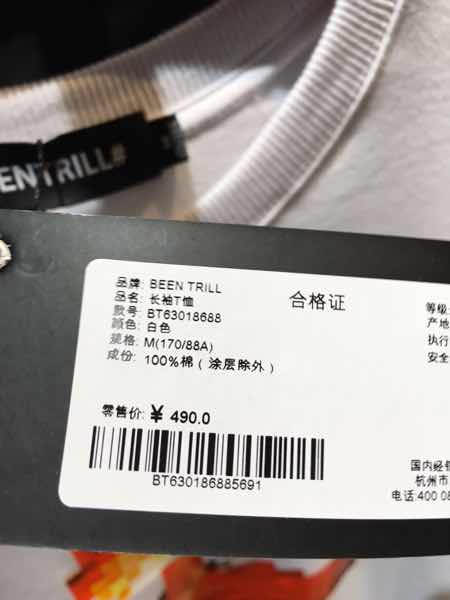 ENTRILL#
M
合格证
品牌: BEEN TRILL
品名: 长袖T恤
款号: BT63018688
颜色: 白色
规格: M(170/88A)
成份: 100%棉（涂层除外）
零售价: ¥ 490.0
BT630186885691
等级:
产地
执行
安全
国内经
杭州市
电话:400 08